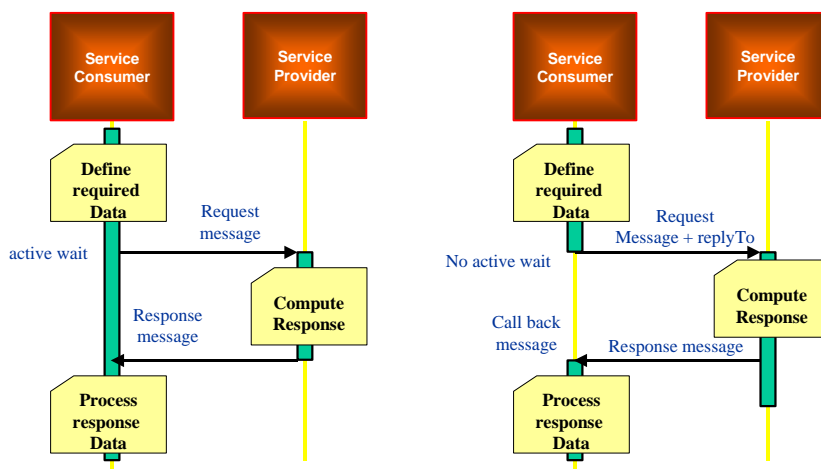 Service
Consumer
Service
Provider
Define
required
Data
Request
message
active wait
Compute
Response
Response
message
Process
response
Data
Service
Consumer
Service
Provider
Define
required
Data
Request
Message + replyTo
No active wait
Compute
Response
Call back
message
Response message
Process
response
Data